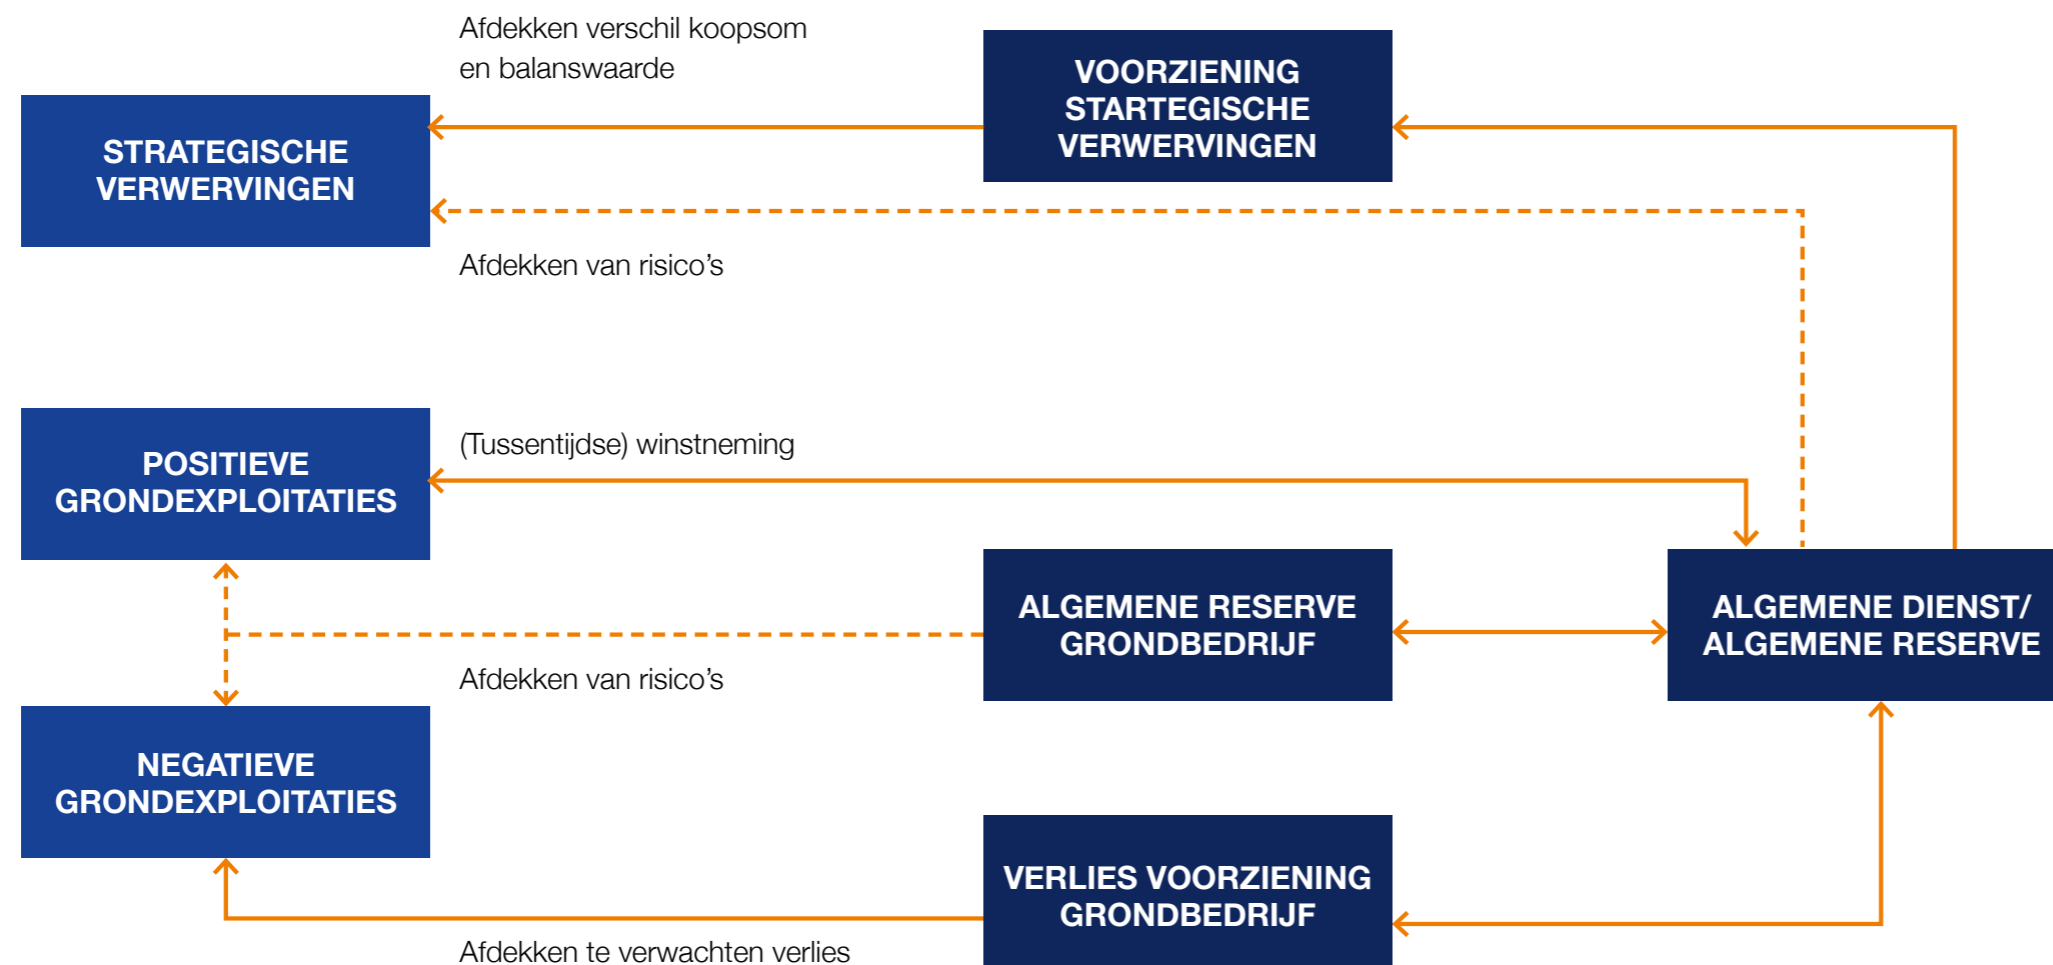 Afdekken verschil koopsom
en balanswaarde
VOORZIENING
STARTEGISCHE
VERWERVINGEN
STRATEGISCHE
VERWERVINGEN
Afdekken van risico’s
POSITIEVE
GRONDEXPLOITATIES
(Tussentijdse) winstneming
ALGEMENE RESERVE
GRONDBEDRIJF
ALGEMENE DIENST/
ALGEMENE RESERVE
Afdekken van risico’s
NEGATIEVE
GRONDEXPLOITATIES
VERLIES VOORZIENING
GRONDBEDRIJF
Afdekken te verwachten verlies